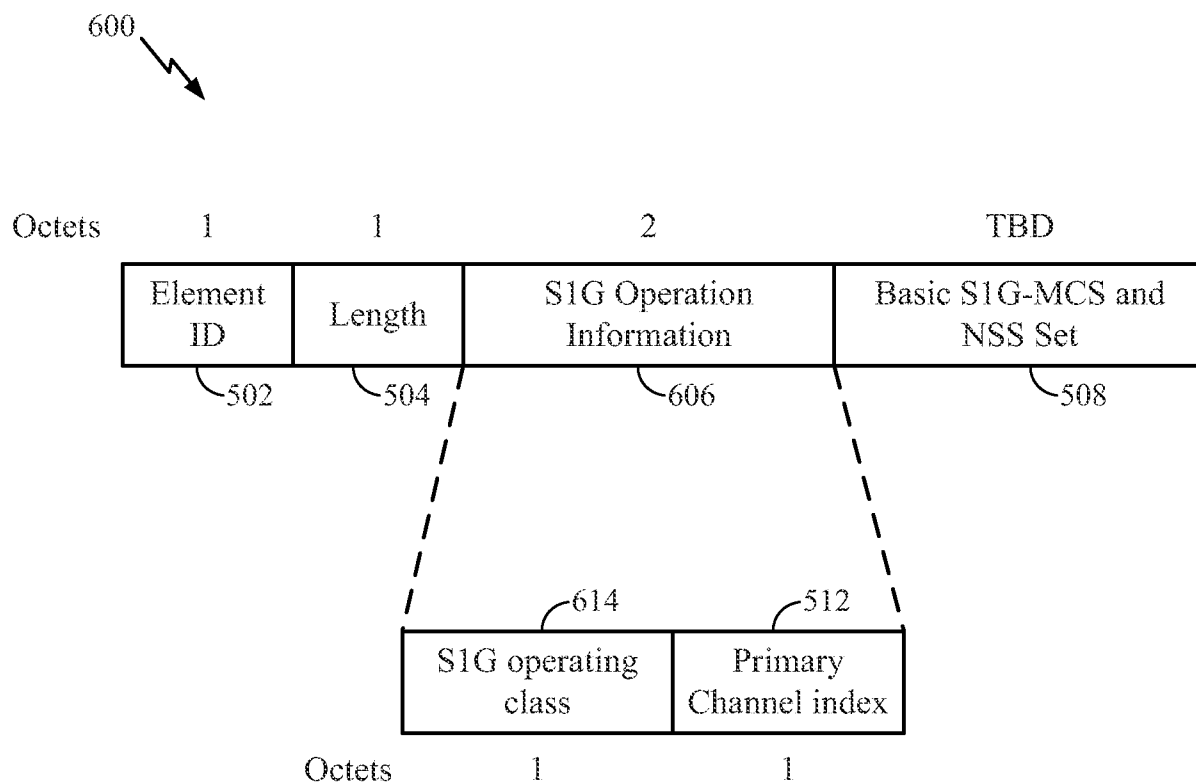 600
Octets 1 1 2 TBD
Element ID
Length
S1G Operation Information
Basic S1G-MCS and NSS Set
502 504 606 508
614 512
S1G operating class
Primary Channel index
Octets 1 1